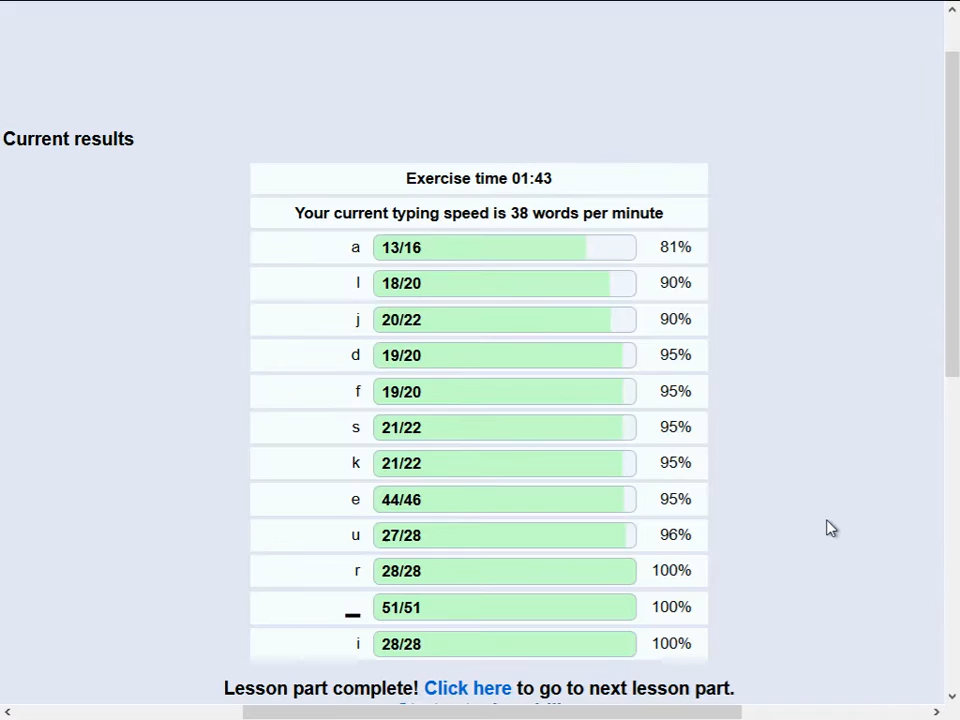 Current results
Exercise time 01:43
Your current typing speed is 38 words per minute
a 13/16 81%
l 18/20 90%
j 20/22 90%
d 19/20 95%
f 19/20 95%
s 21/22 95%
k 21/22 95%
e 44/46 95%
u 27/28 96%
r 28/28 100%
_ 51/51 100%
i 28/28 100%
Lesson part complete! Click here to go to next lesson part.